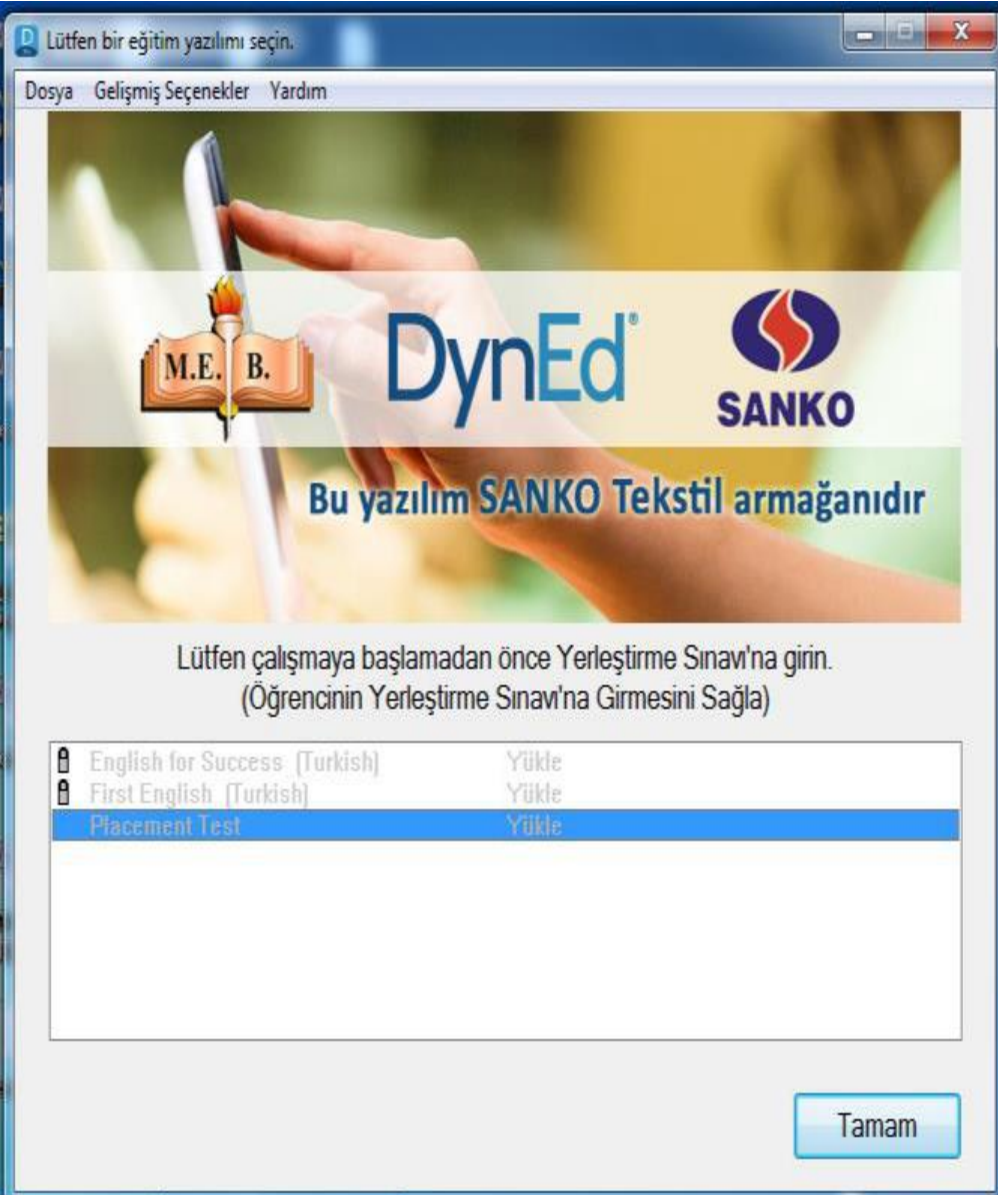 Lütfen bir eğitim yazılımı seçin.
Dosya Gelişmiş Seçenekler Yardım
M.E. B.
DynEd®
SANKO
Bu yazılım SANKO Tekstil armağanıdır
Lütfen çalışmaya başlamadan önce Yerleştirme Sınavı'na girin.
(Öğrencinin Yerleştirme Sınavı'na Girmesini Sağla)
English for Success (Turkish) Yükle
First English (Turkish) Yükle
Placement Test Yükle
Tamam